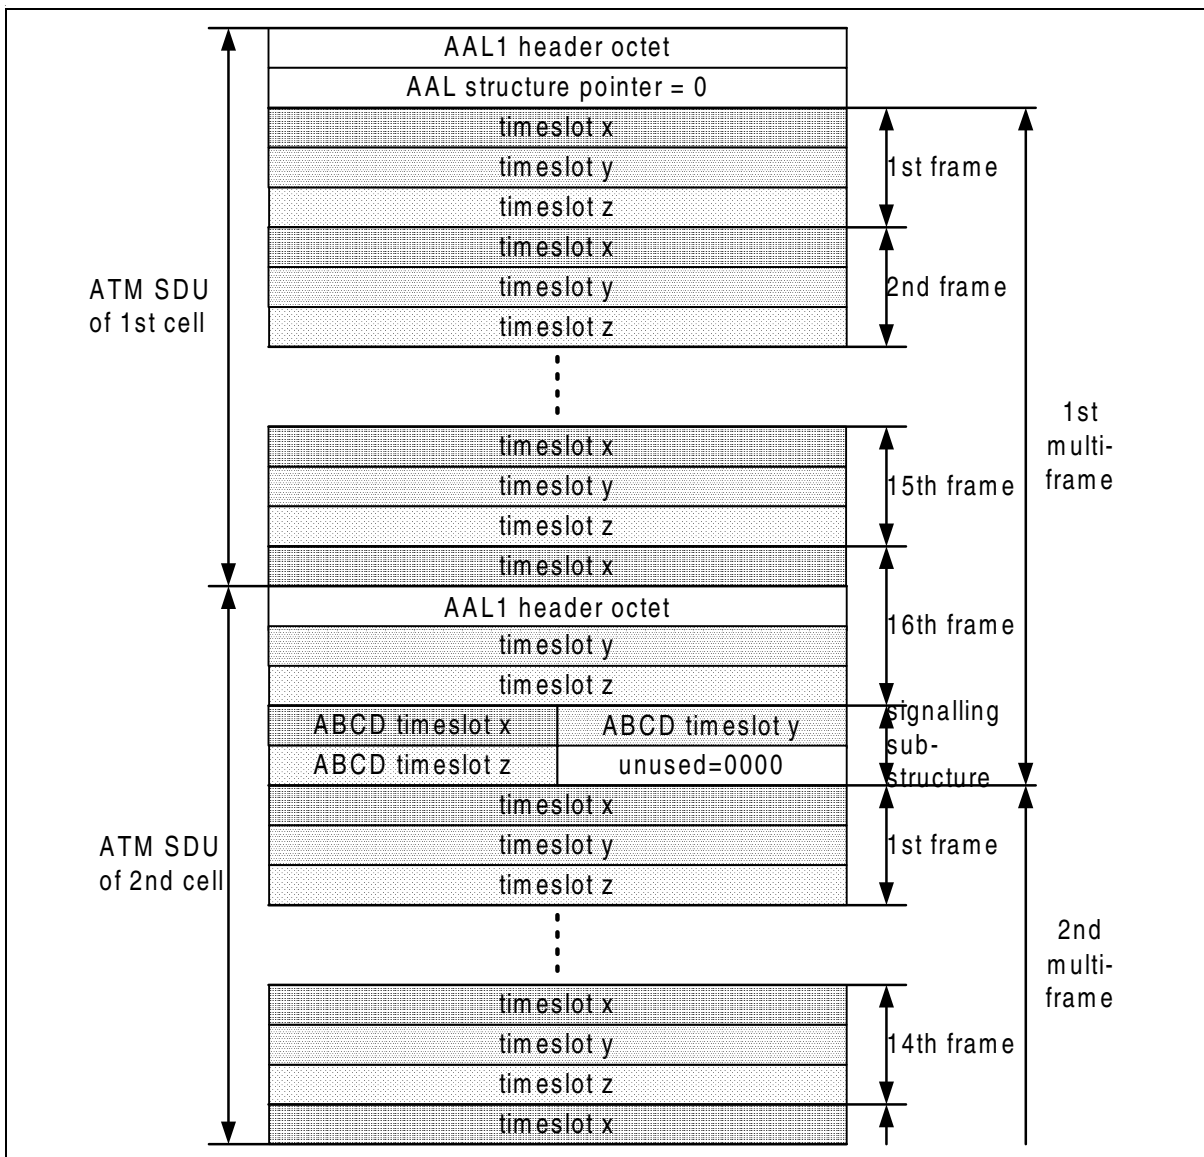 AAL1 header octet
AAL structure pointer = 0
timeslot x
timeslot y
1st frame
timeslot z
timeslot x
ATM SDU
of 1st cell
timeslot y
2nd frame
timeslot z
timeslot x
timeslot y
15th frame
timeslot z
1st
multi-
frame
timeslot x
AAL1 header octet
16th frame
timeslot y
timeslot z
ABCD timeslot x ABCD timeslot y
ABCD timeslot z unused=0000
signalling
sub-
structure
timeslot x
ATM SDU
of 2nd cell
timeslot y
1st frame
timeslot z
2nd
multi-
frame
timeslot x
timeslot y
14th frame
timeslot z
timeslot x